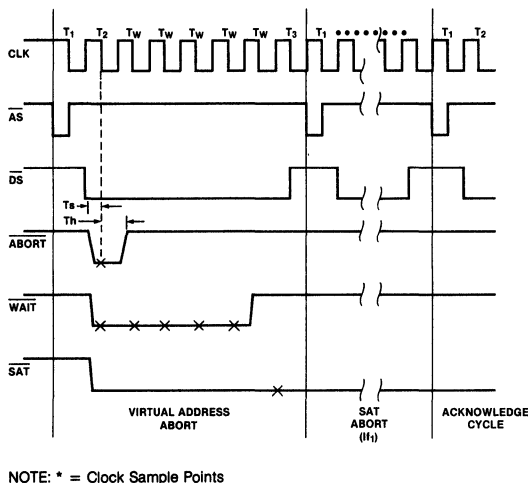 T1 T2 TW TW TW TW TW T3 T1 T1 T2
CLK
AS
DS
Ts
Th
ABORT
WAIT
SAT
VIRTUAL ADDRESS
ABORT
SAT
ABORT
(If1)
ACKNOWLEDGE
CYCLE
NOTE: * = Clock Sample Points